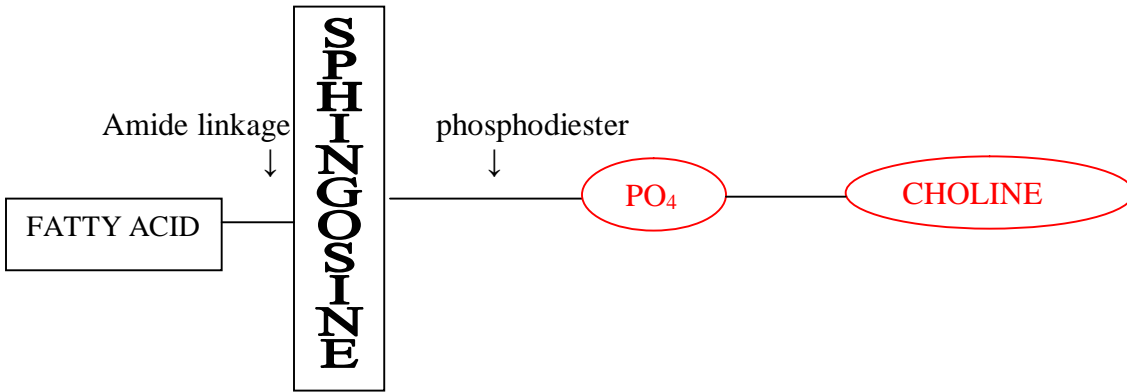 Amide linkage
↓
FATTY ACID
SPHINGOSINE
phosphodiester
↓
PO₄
CHOLINE